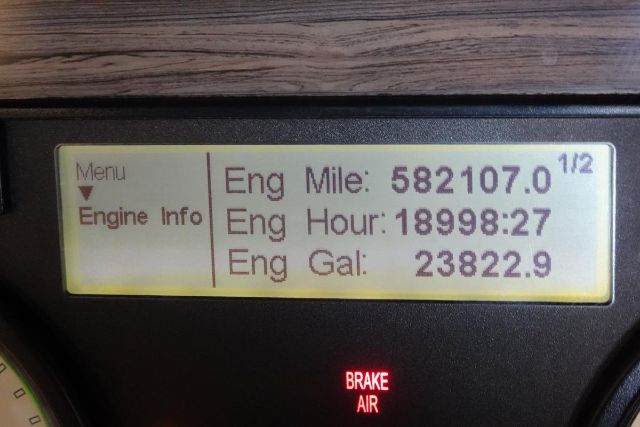 Menu
Engine Info
Eng Mile: 582107.0
1/2
Eng Hour: 18998:27
Eng Gal: 23822.9
BRAKE
AIR